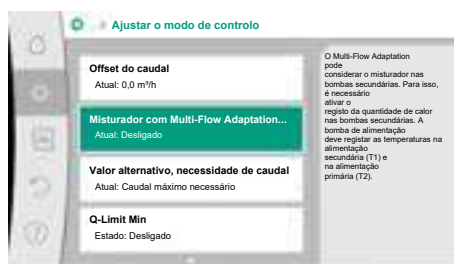 Ajustar o modo de controlo
Offset do caudal
Atual: 0,0 m³/h
Misturador com Multi-Flow Adaptation...
Atual: Desligado
Valor alternativo, necessidade de caudal
Atual: Caudal máximo necessário
Q-Limit Min
Estado: Desligado
O Multi-Flow Adaptation
pode
considerar o misturador nas
bombas secundárias. Para isso,
é necessário
ativar o
registo da quantidade de calor
nas bombas secundárias. A
bomba de alimentação
deve registar as temperaturas na
alimentação
secundária (T1) e
na alimentação
primária (T2).